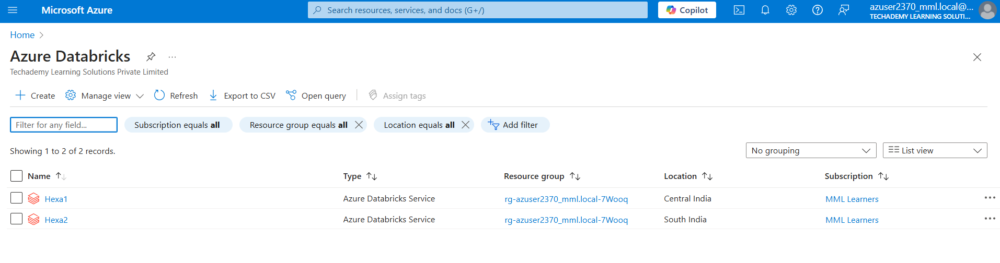 Microsoft Azure
Search resources, services, and docs (G+/)
Copilot
azuser2370_mml.local@...
TECHADEMY LEARNING SOLUTI...
Home
Azure Databricks
Techademy Learning Solutions Private Limited
Create
Manage view
Refresh
Export to CSV
Open query
Assign tags
Filter for any field...
Subscription equals all
Resource group equals all
Location equals all
Add filter
Showing 1 to 2 of 2 records.
No grouping
List view
Name Type Resource group Location Subscription
Hexa1 Azure Databricks Service rg-azuser2370_mml.local-7Wooq Central India MML Learners
Hexa2 Azure Databricks Service rg-azuser2370_mml.local-7Wooq South India MML Learners